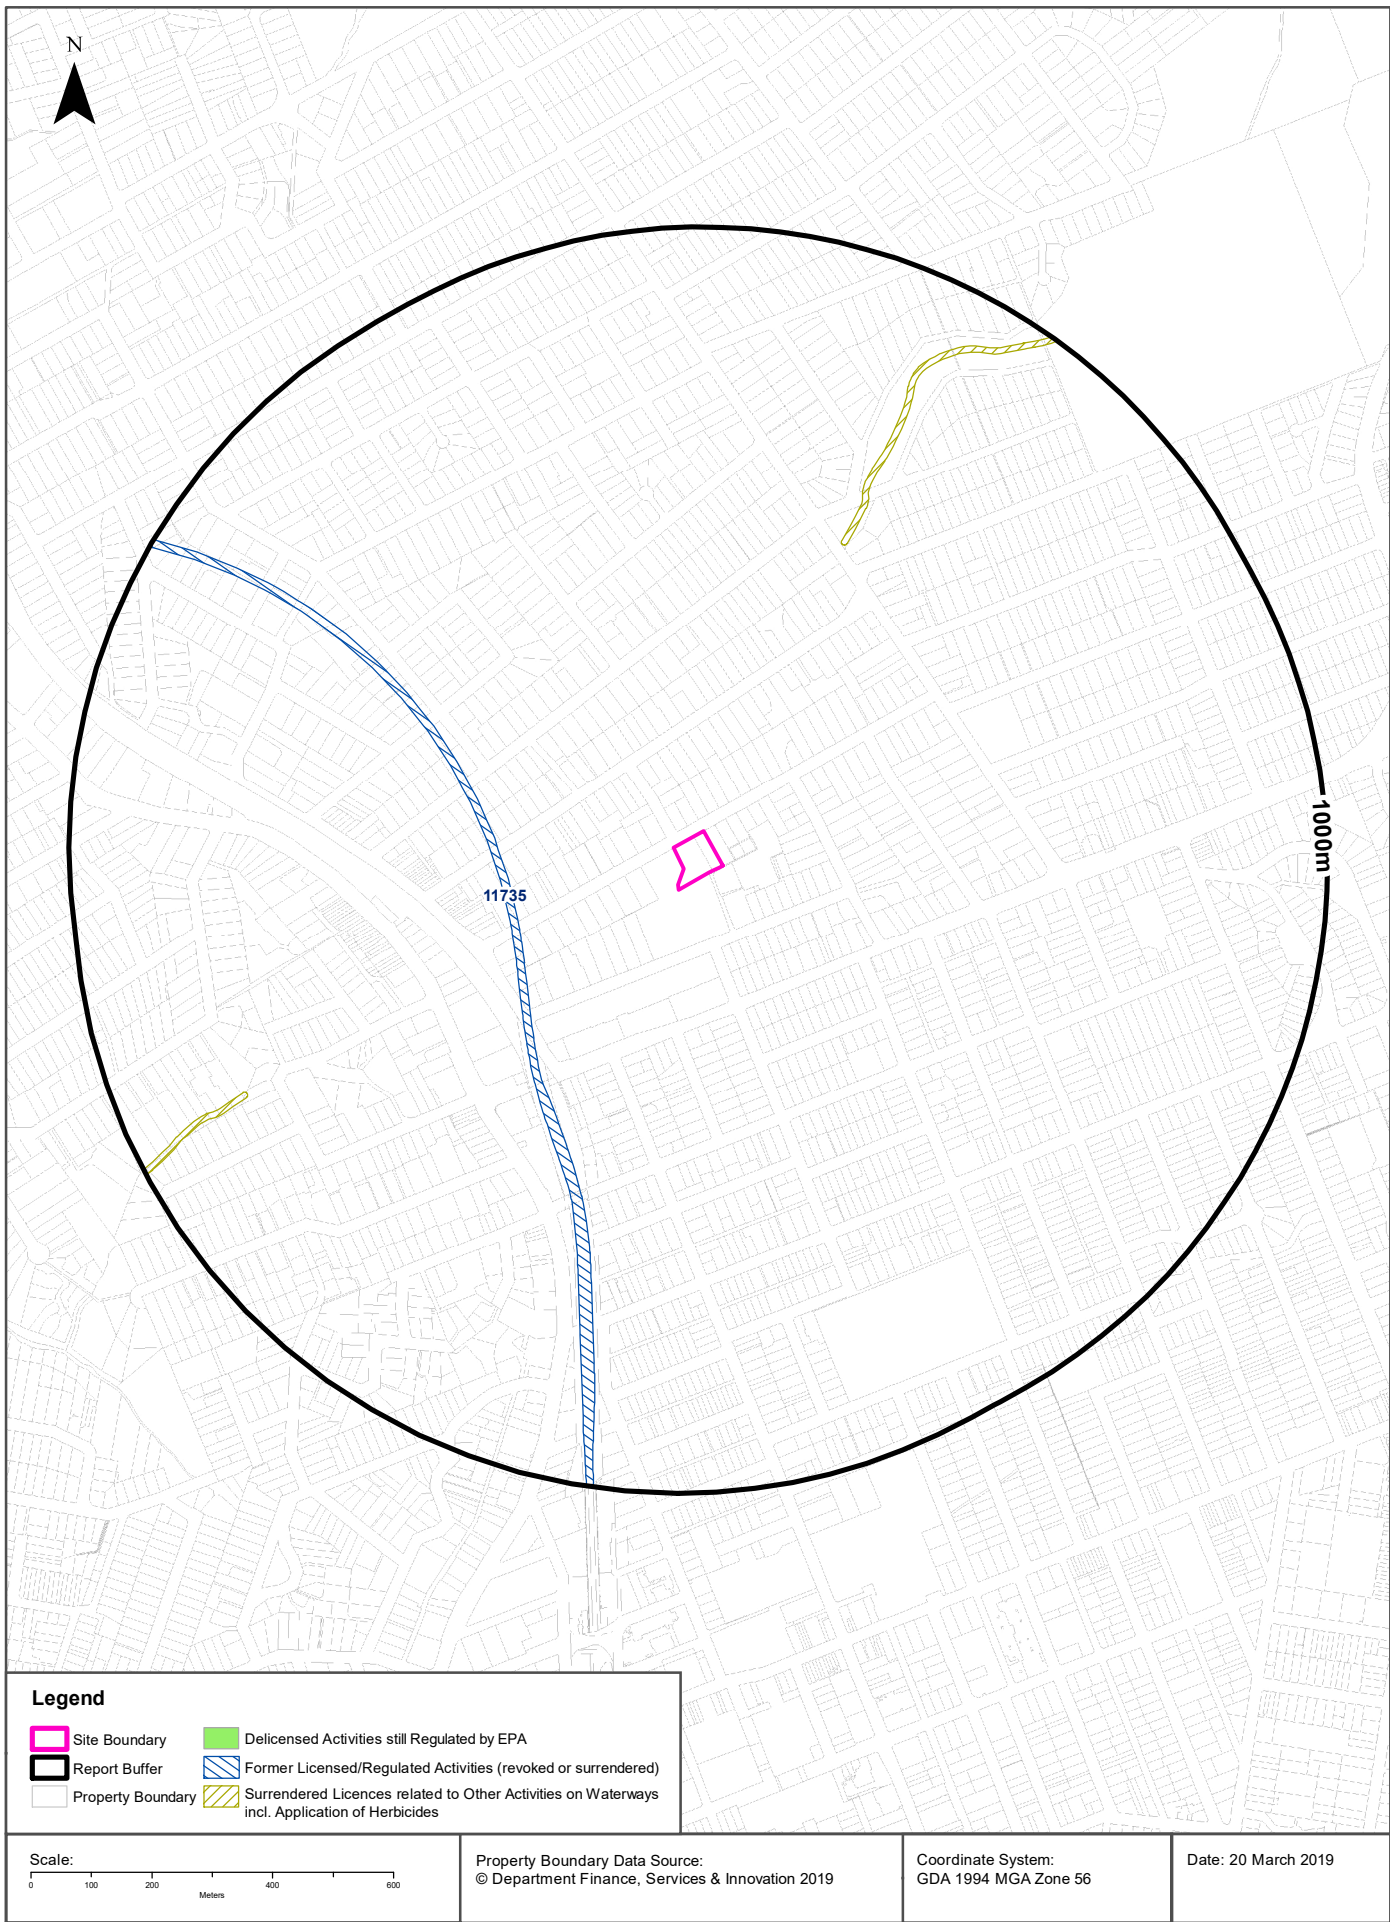 N
1000m
11735
Legend
Site Boundary
Report Buffer
Property Boundary
Delicensed Activities still Regulated by EPA
Former Licensed/Regulated Activities (revoked or surrendered)
Surrendered Licences related to Other Activities on Waterways
incl. Application of Herbicides
Scale:
0 100 200 400 600
Meters
Property Boundary Data Source:
© Department Finance, Services & Innovation 2019
Coordinate System:
GDA 1994 MGA Zone 56
Date: 20 March 2019